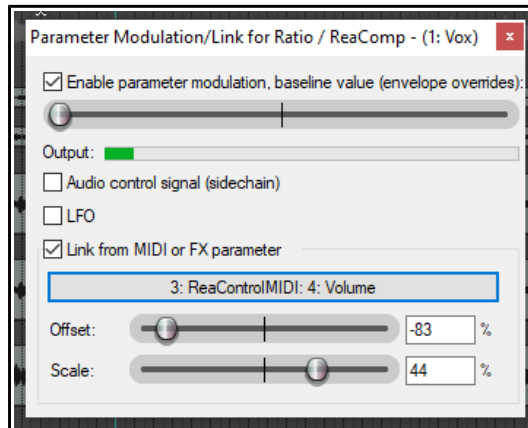 Parameter Modulation/Link for Ratio / ReaComp - (1: Vox) x
Enable parameter modulation, baseline value (envelope overrides):
Output:
Audio control signal (sidechain)
LFO
Link from MIDI or FX parameter
3: ReaControlMIDI: 4: Volume
Offset: -83 %
Scale: 44 %